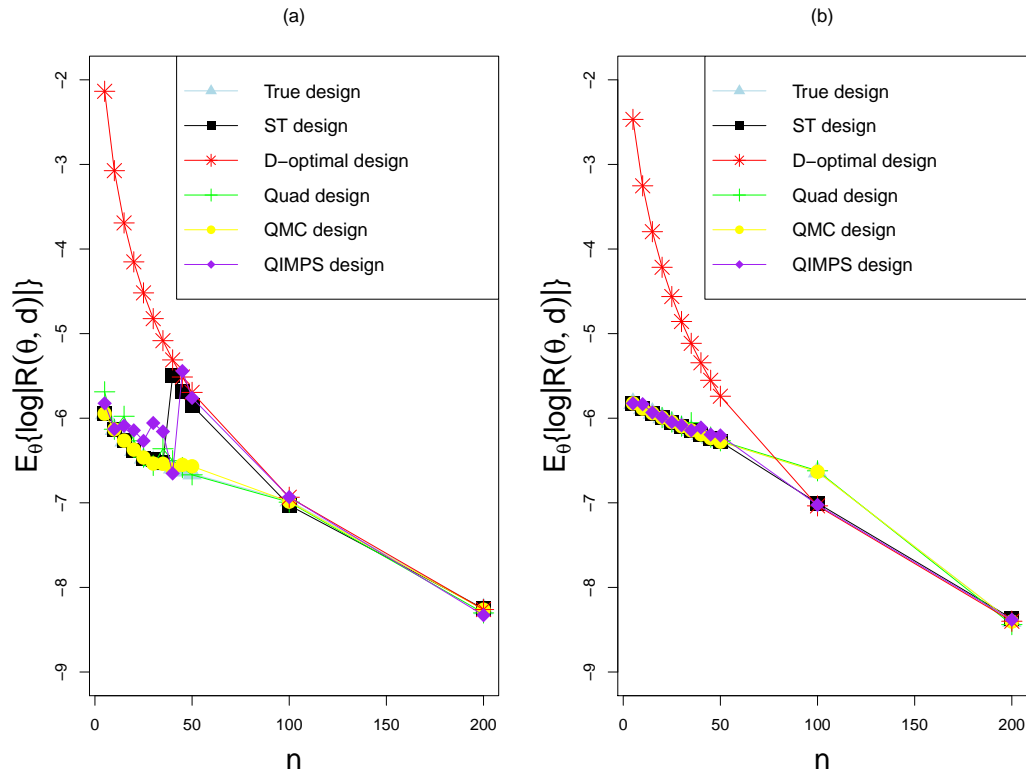 (a)
-2
-3
-4
-5
-6
-7
-8
-9
E_θ{log|R(θ, d)|}
True design
ST design
D−optimal design
Quad design
QMC design
QIMPS design
0
50
100
150
200
n
(b)
-2
-3
-4
-5
-6
-7
-8
-9
E_θ{log|R(θ, d)|}
True design
ST design
D−optimal design
Quad design
QMC design
QIMPS design
0
50
100
150
200
n